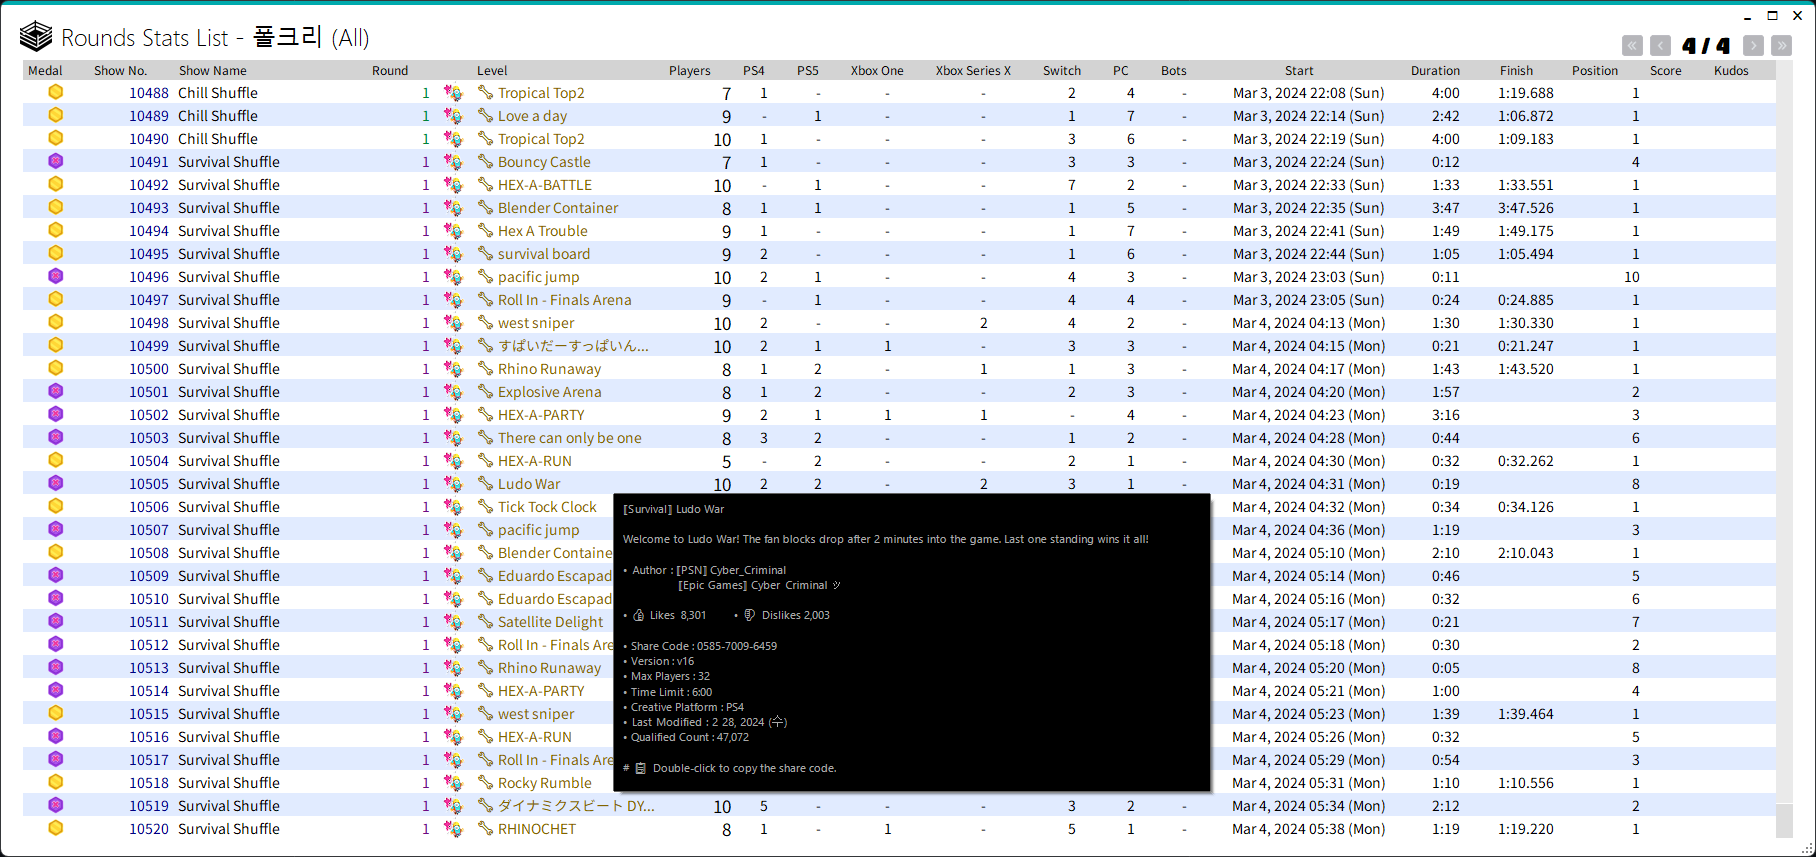 Rounds Stats List - 폴크리 (All)
« ‹ 4 / 4 › »
Medal Show No. Show Name Round Level Players PS4 PS5 Xbox One Xbox Series X Switch PC Bots Start Duration Finish Position Score Kudos
10488 Chill Shuffle 1 Tropical Top2 7 1 - - - 2 4 - Mar 3, 2024 22:08 (Sun) 4:00 1:19.688 1
10489 Chill Shuffle 1 Love a day 9 - 1 - - 1 7 - Mar 3, 2024 22:14 (Sun) 2:42 1:06.872 1
10490 Chill Shuffle 1 Tropical Top2 10 1 - - - 3 6 - Mar 3, 2024 22:19 (Sun) 4:00 1:09.183 1
10491 Survival Shuffle 1 Bouncy Castle 7 1 - - - 3 3 - Mar 3, 2024 22:24 (Sun) 0:12 4
10492 Survival Shuffle 1 HEX-A-BATTLE 10 - 1 - - 7 2 - Mar 3, 2024 22:33 (Sun) 1:33 1:33.551 1
10493 Survival Shuffle 1 Blender Container 8 1 1 - - 1 5 - Mar 3, 2024 22:35 (Sun) 3:47 3:47.526 1
10494 Survival Shuffle 1 Hex A Trouble 9 1 - - - 1 7 - Mar 3, 2024 22:41 (Sun) 1:49 1:49.175 1
10495 Survival Shuffle 1 survival board 9 2 - - - 1 6 - Mar 3, 2024 22:44 (Sun) 1:05 1:05.494 1
10496 Survival Shuffle 1 pacific jump 10 2 1 - - 4 3 - Mar 3, 2024 23:03 (Sun) 0:11 10
10497 Survival Shuffle 1 Roll In - Finals Arena 9 - 1 - - 4 4 - Mar 3, 2024 23:05 (Sun) 0:24 0:24.885 1
10498 Survival Shuffle 1 west sniper 10 2 - - 2 4 2 - Mar 4, 2024 04:13 (Mon) 1:30 1:30.330 1
10499 Survival Shuffle 1 すぱいだーすっぱいん... 10 2 1 1 - 3 3 - Mar 4, 2024 04:15 (Mon) 0:21 0:21.247 1
10500 Survival Shuffle 1 Rhino Runaway 8 1 2 - 1 1 3 - Mar 4, 2024 04:17 (Mon) 1:43 1:43.520 1
10501 Survival Shuffle 1 Explosive Arena 8 1 2 - - 2 3 - Mar 4, 2024 04:20 (Mon) 1:57 2
10502 Survival Shuffle 1 HEX-A-PARTY 9 2 1 1 1 - 4 - Mar 4, 2024 04:23 (Mon) 3:16 3
10503 Survival Shuffle 1 There can only be one 8 3 2 - - 1 2 - Mar 4, 2024 04:28 (Mon) 0:44 6
10504 Survival Shuffle 1 HEX-A-RUN 5 - 2 - - 2 1 - Mar 4, 2024 04:30 (Mon) 0:32 0:32.262 1
10505 Survival Shuffle 1 Ludo War 10 2 2 - 2 3 1 - Mar 4, 2024 04:31 (Mon) 0:19 8
10506 Survival Shuffle 1 Tick Tock Clock Mar 4, 2024 04:32 (Mon) 0:34 0:34.126 1
10507 Survival Shuffle 1 pacific jump Mar 4, 2024 04:36 (Mon) 1:19 3
10508 Survival Shuffle 1 Blender Containe Mar 4, 2024 05:10 (Mon) 2:10 2:10.043 1
10509 Survival Shuffle 1 Eduardo Escapad Mar 4, 2024 05:14 (Mon) 0:46 5
10510 Survival Shuffle 1 Eduardo Escapad Mar 4, 2024 05:16 (Mon) 0:32 6
10511 Survival Shuffle 1 Satellite Delight Mar 4, 2024 05:17 (Mon) 0:21 7
10512 Survival Shuffle 1 Roll In - Finals Are Mar 4, 2024 05:18 (Mon) 0:30 2
10513 Survival Shuffle 1 Rhino Runaway Mar 4, 2024 05:20 (Mon) 0:05 8
10514 Survival Shuffle 1 HEX-A-PARTY Mar 4, 2024 05:21 (Mon) 1:00 4
10515 Survival Shuffle 1 west sniper Mar 4, 2024 05:23 (Mon) 1:39 1:39.464 1
10516 Survival Shuffle 1 HEX-A-RUN Mar 4, 2024 05:26 (Mon) 0:32 5
10517 Survival Shuffle 1 Roll In - Finals Are Mar 4, 2024 05:29 (Mon) 0:54 3
10518 Survival Shuffle 1 Rocky Rumble Mar 4, 2024 05:31 (Mon) 1:10 1:10.556 1
10519 Survival Shuffle 1 ダイナミクスビート DY... 10 5 - - - 3 2 - Mar 4, 2024 05:34 (Mon) 2:12 2
10520 Survival Shuffle 1 RHINOCHET 8 1 - 1 - 5 1 - Mar 4, 2024 05:38 (Mon) 1:19 1:19.220 1
⟦Survival⟧ Ludo War
Welcome to Ludo War! The fan blocks drop after 2 minutes into the game. Last one standing wins it all!
• Author : ⟦PSN⟧ Cyber_Criminal
⟦Epic Games⟧ Cyber Criminal ツ
• 👍 Likes 8,301 • 👎 Dislikes 2,003
• Share Code : 0585-7009-6459
• Version : v16
• Max Players : 32
• Time Limit : 6:00
• Creative Platform : PS4
• Last Modified : 2 28, 2024 (수)
• Qualified Count : 47,072
# 📋 Double-click to copy the share code.